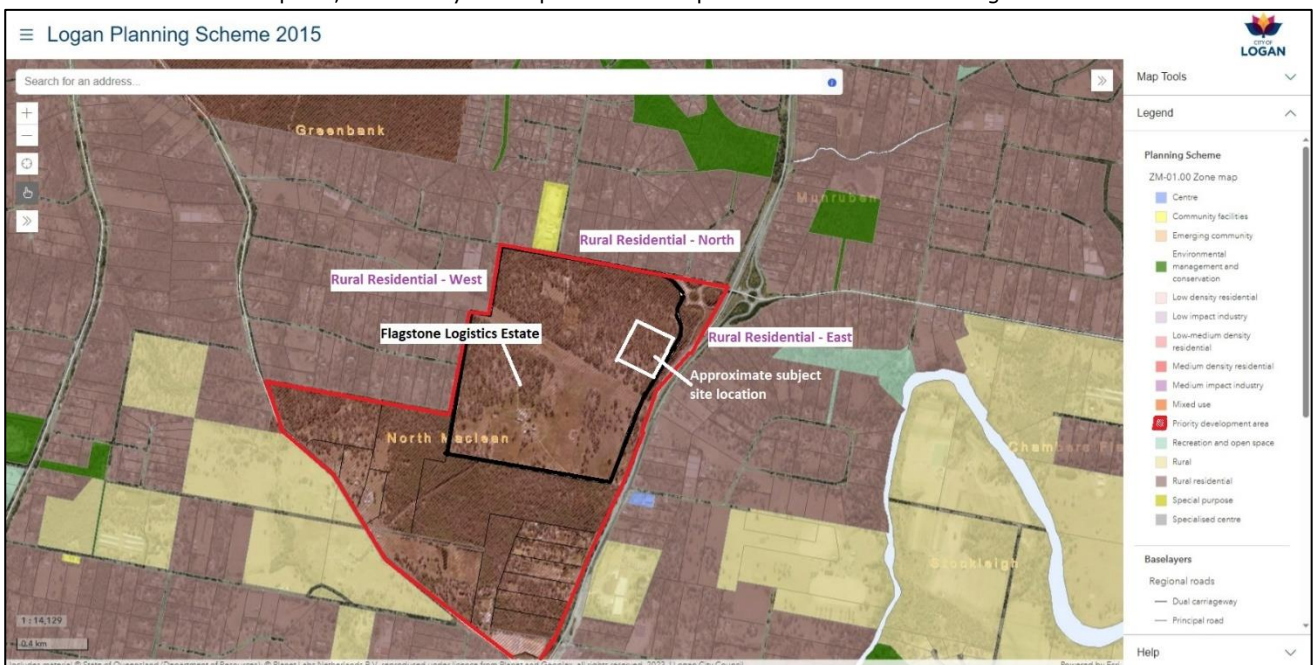 Logan Planning Scheme 2015
CITY OF
LOGAN
Search for an address...
Map Tools
Legend
Planning Scheme
ZM-01.00 Zone map
Centre
Community facilities
Emerging community
Environmental
management and
conservation
Low density residential
Low impact industry
Low-medium density
residential
Medium density residential
Medium impact industry
Mixed use
Priority development area
Recreation and open space
Rural
Rural residential
Special purpose
Specialised centre
Baselayers
Regional roads
Dual carriageway
Principal road
Help
Greenbank
Munruben
Rural Residential - North
Rural Residential - West
Flagstone Logistics Estate
Rural Residential - East
Approximate subject
site location
North Maclean
Chambers Fl
Stockleigh
1 : 14,129
0.4 km
Powered by Esri